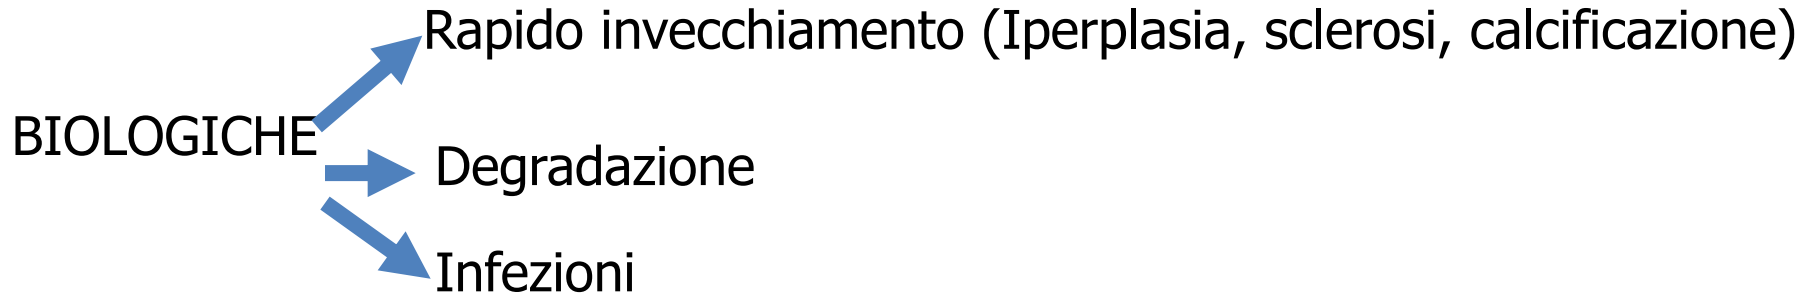 Rapido invecchiamento (Iperplasia, sclerosi, calcificazione)
BIOLOGICHE
Degradazione
Infezioni